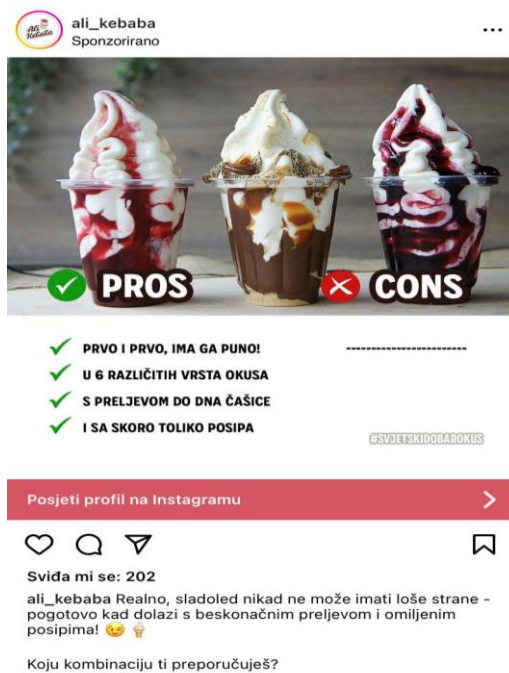 Ali
Kebaba
ali_kebaba
Sponzorirano
PROS
CONS
PRVO I PRVO, IMA GA PUNO!
------------------------
U 6 RAZLIČITIH VRSTA OKUSA
S PRELJEVOM DO DNA ČAŠICE
I SA SKORO TOLIKO POSIPA
#SVJETSKIDOBAROKUS
Posjeti profil na Instagramu
Sviđa mi se: 202
ali_kebaba Realno, sladoled nikad ne može imati loše strane -
pogotovo kad dolazi s beskonačnim preljevom i omiljenim
posipima! 😉 🍦
Koju kombinaciju ti preporučuješ?